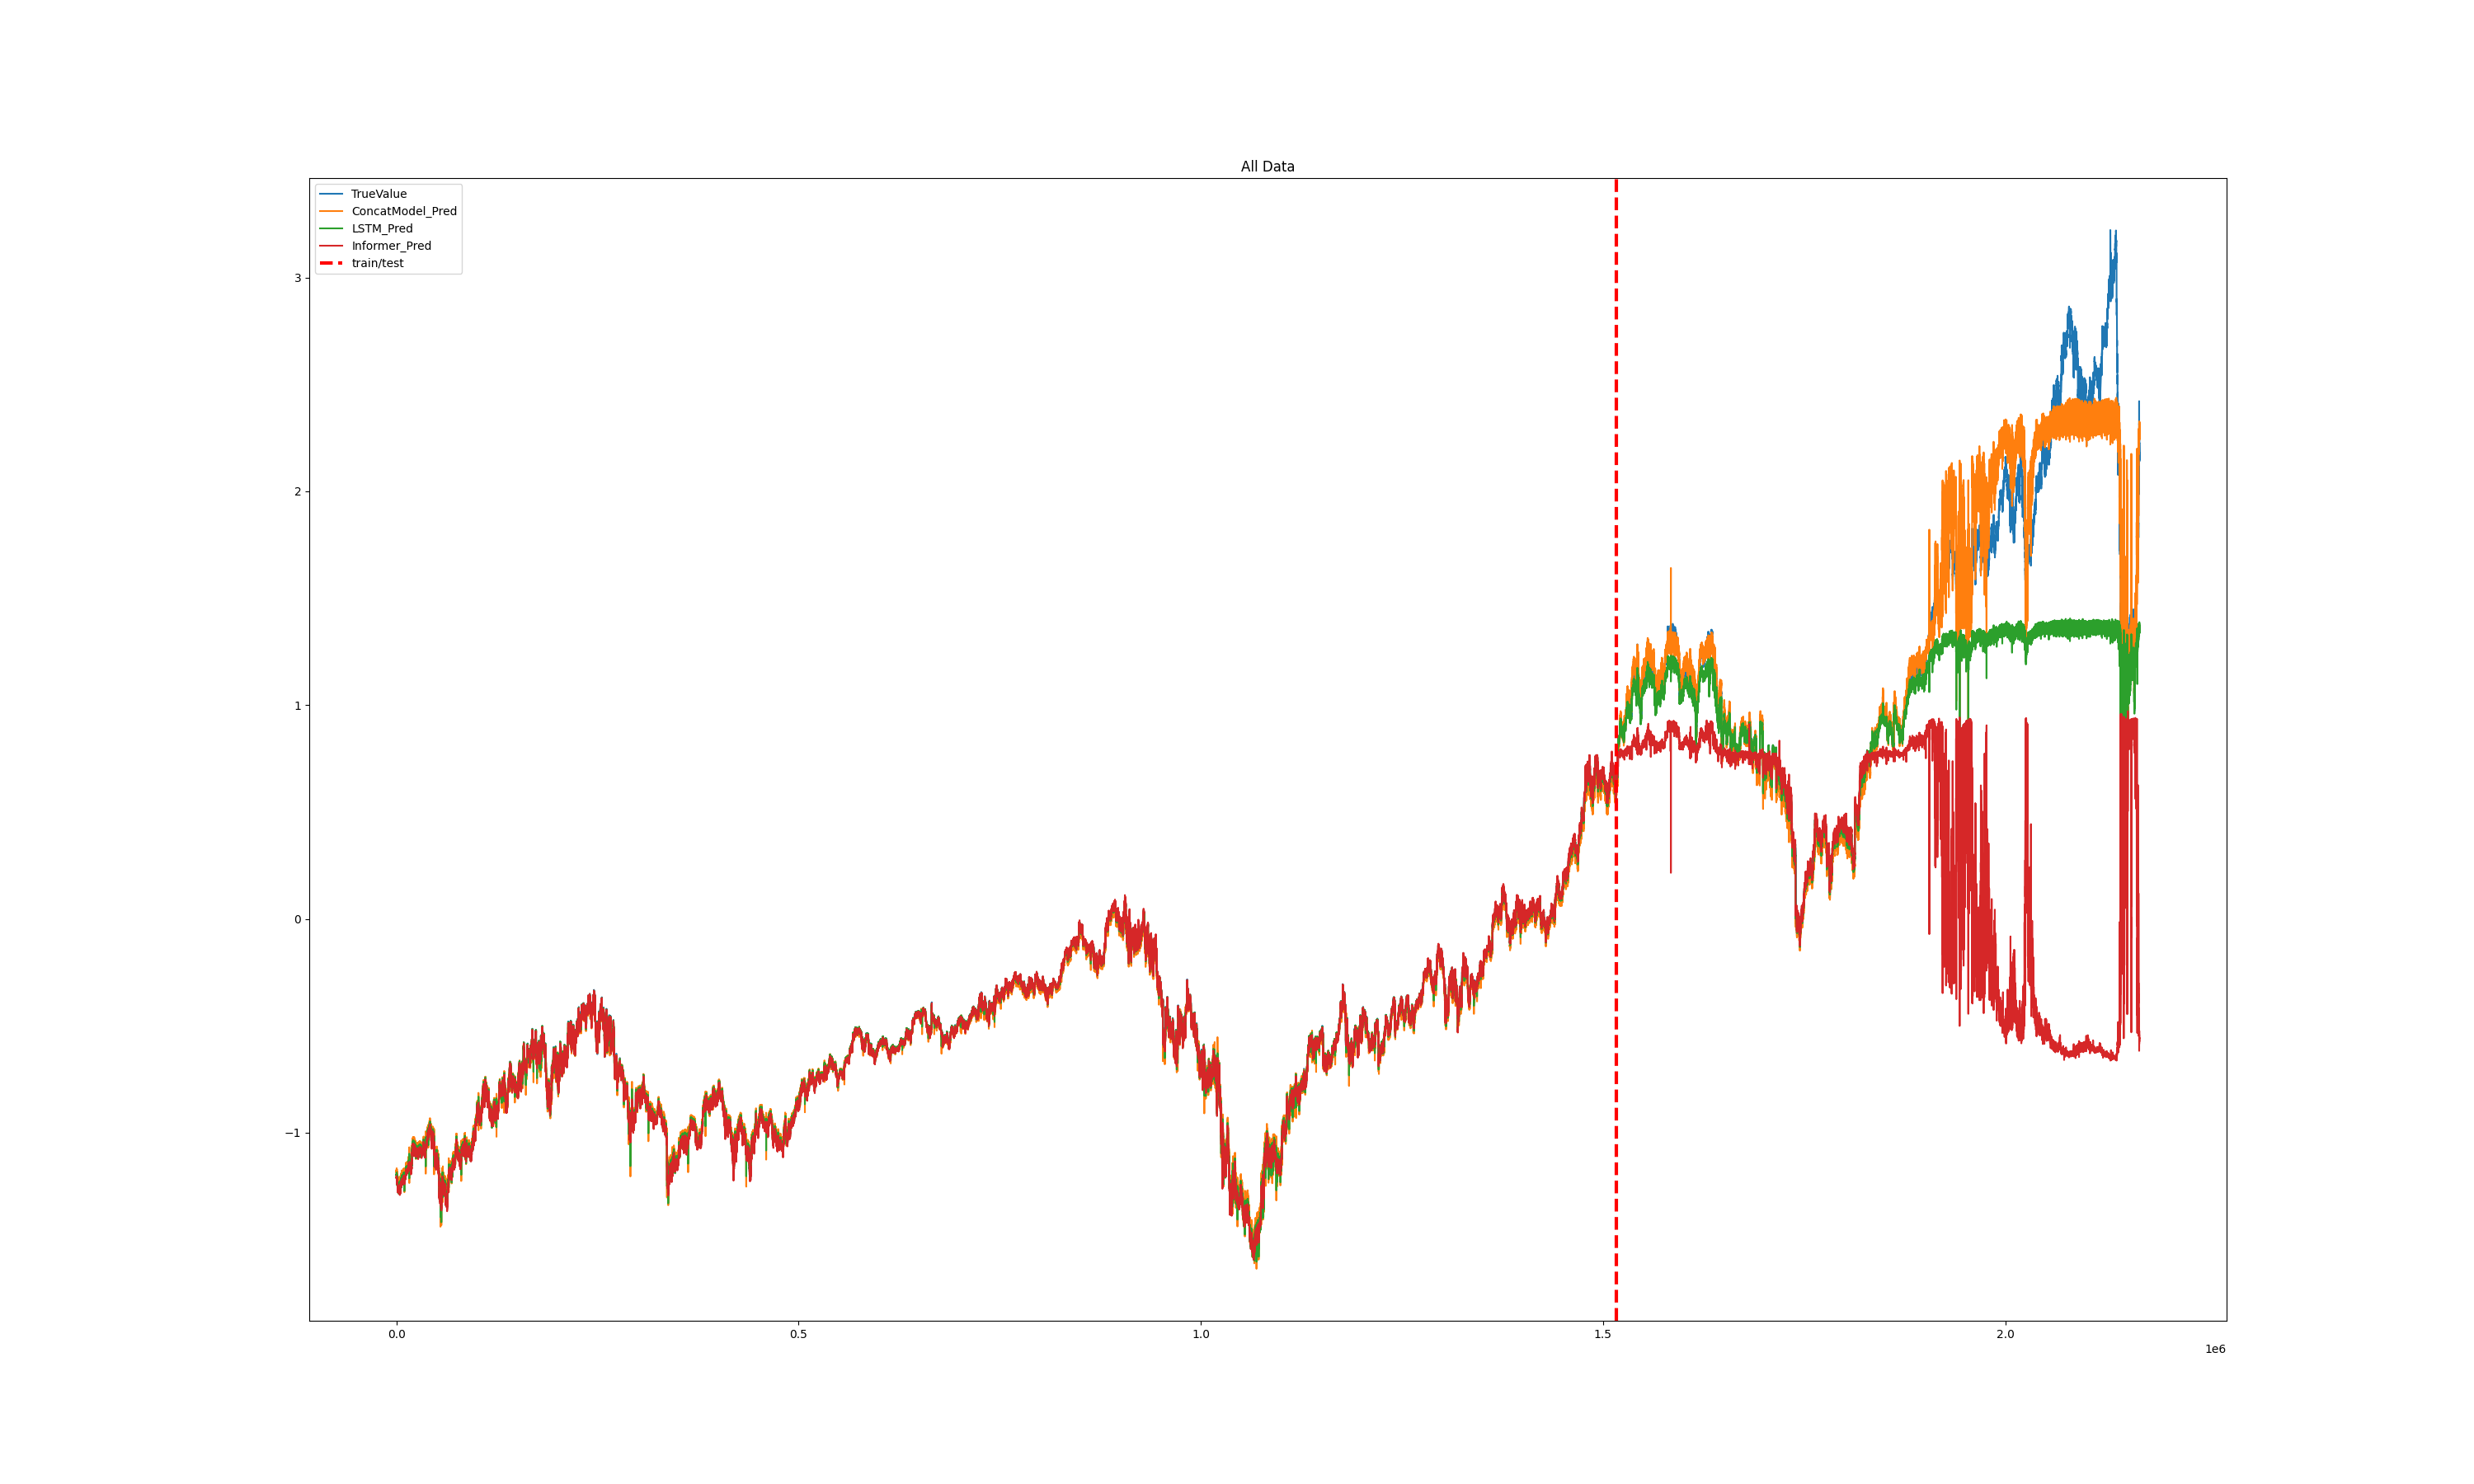 All Data
TrueValue
ConcatModel_Pred
LSTM_Pred
Informer_Pred
train/test
3
2
1
0
−1
0.0
0.5
1.0
1.5
2.0
1e6